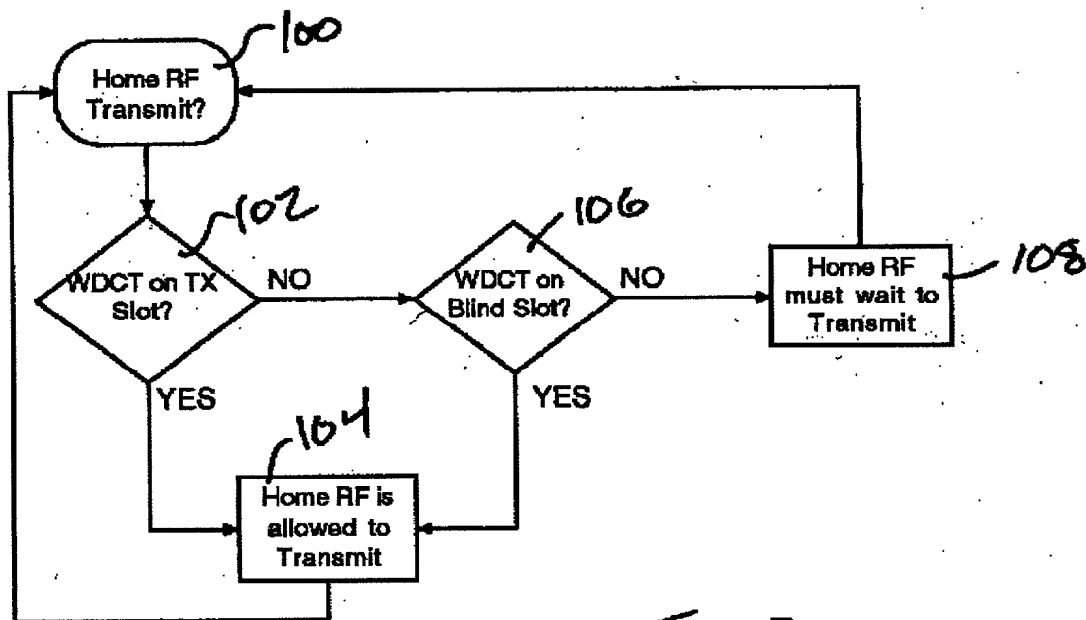 100
Home RF
Transmit?
102
WDCT on TX
Slot?
NO
YES
106
WDCT on
Blind Slot?
NO
YES
108
Home RF
must wait to
Transmit
104
Home RF is
allowed to
Transmit